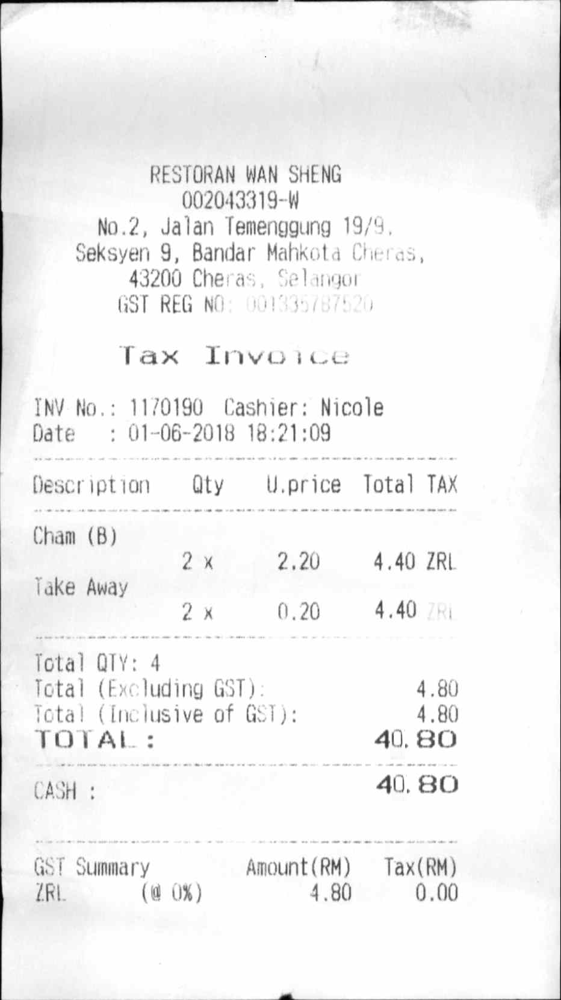 RESTORAN WAN SHENG
002043319-W
No.2, Jalan Temenggung 19/9,
Seksyen 9, Bandar Mahkota Cheras,
43200 Cheras, Selangor
GST REG NO: 001335787520
Tax Invoice
INV No.: 1170190 Cashier: Nicole
Date : 01-06-2018 18:21:09
Description Qty U.price Total TAX
Cham (B)
2 x 2.20 4.40 ZRL
Take Away
2 x 0.20 4.40 ZRL
Total QTY: 4
Total (Excluding GST):
4.80
Total (Inclusive of GST): 4.80
TOTAL: 40.80
CASH : 40.80
GST Summary Amount(RM) Tax(RM)
ZRL (@ 0%) 4.80 0.00